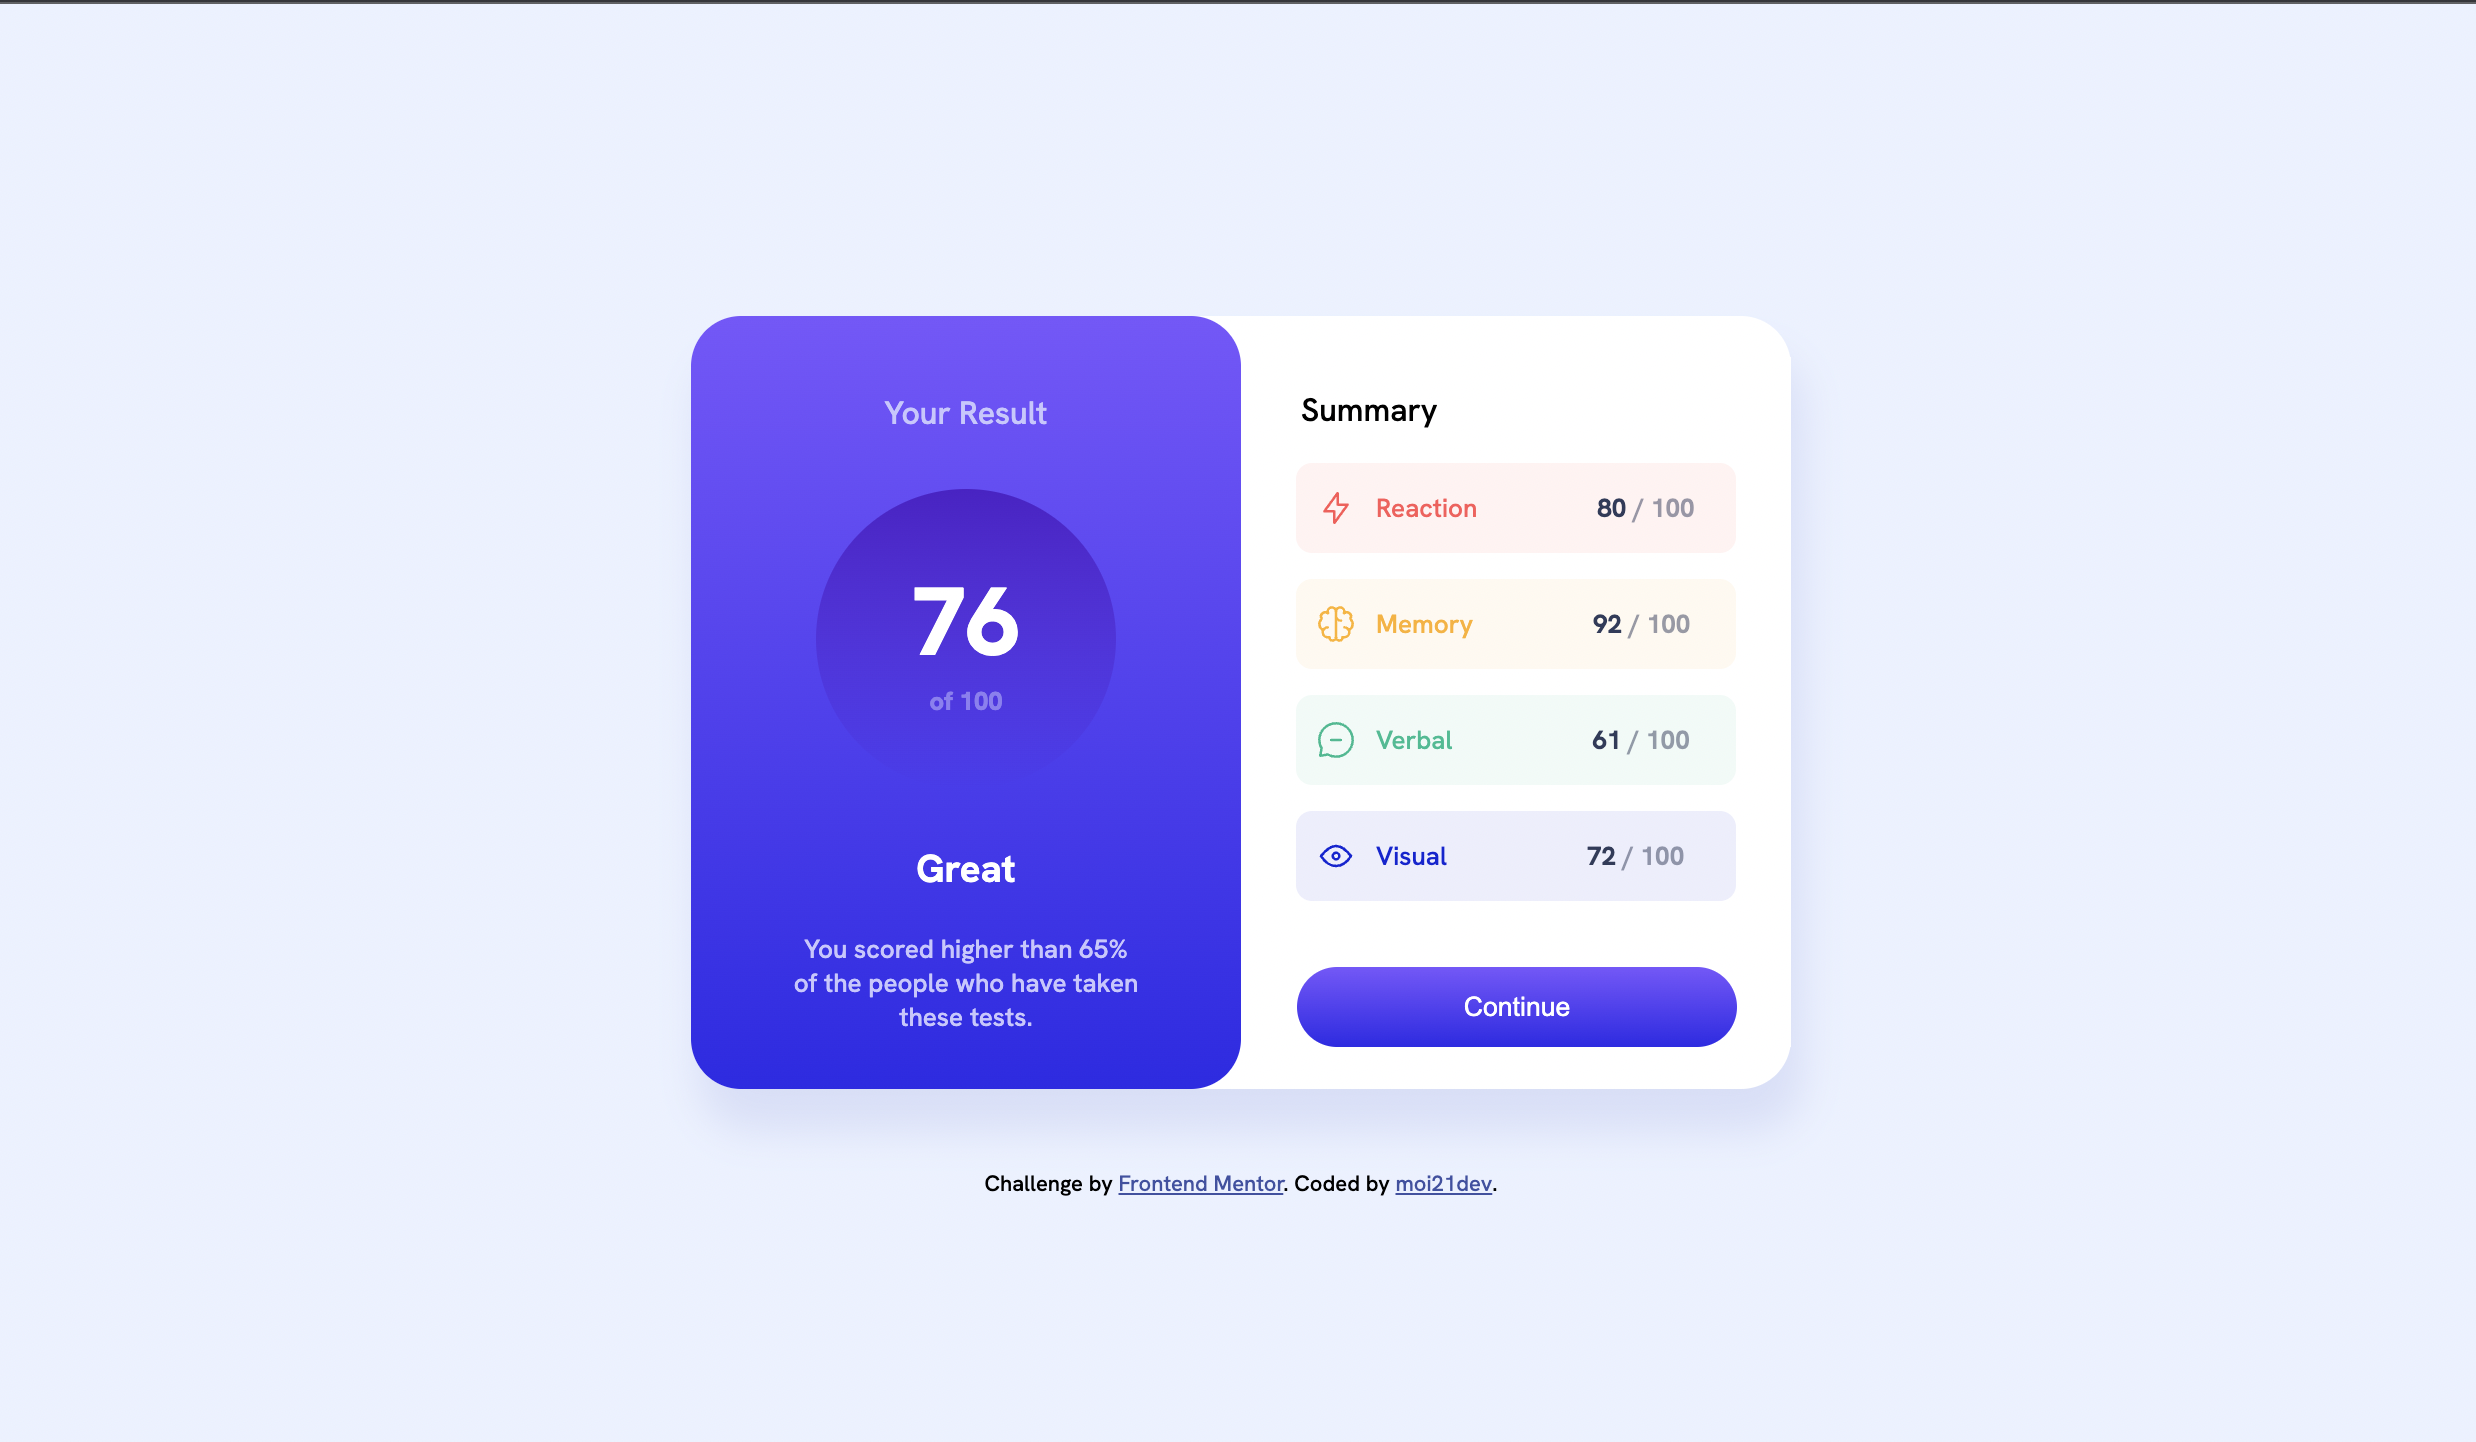 Your Result
76
of 100
Great
You scored higher than 65%
of the people who have taken
these tests.
Summary
Reaction 80 / 100
Memory 92 / 100
Verbal 61 / 100
Visual 72 / 100
Continue
Challenge by Frontend Mentor. Coded by moi21dev.